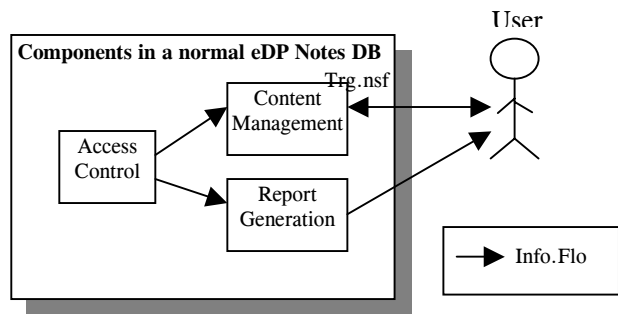 User
Components in a normal eDP Notes DB
Trg.nsf
Content
Management
Access
Control
Report
Generation
Info.Flo